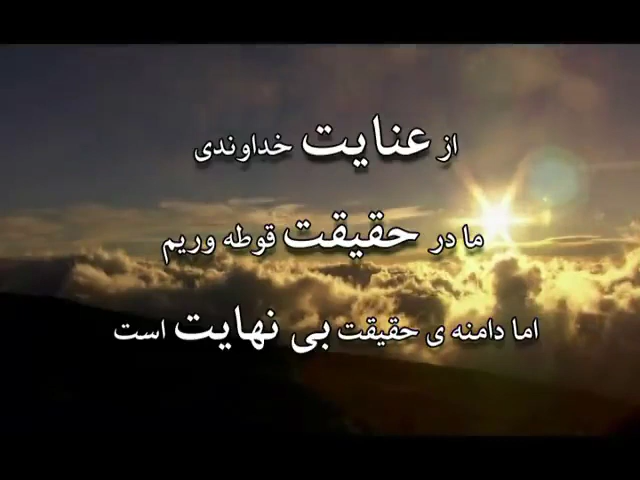 از عنایت خداوندی
ما در حقیقت قوطه وریم
اما دامنه ی حقیقت بی نهایت است